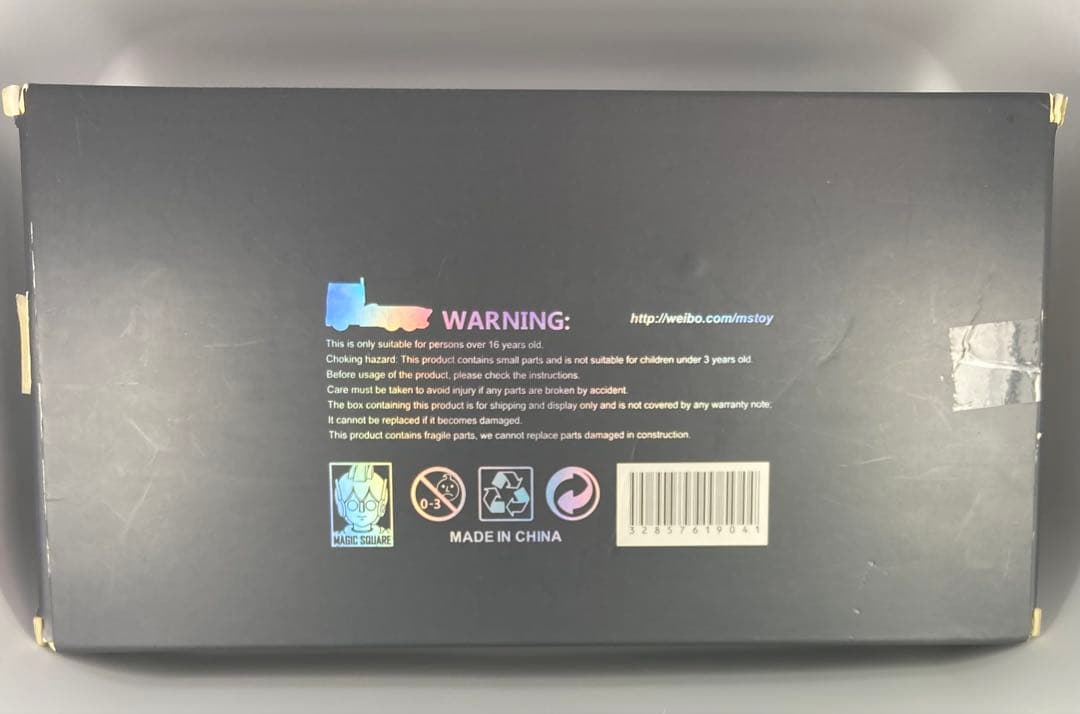 WARNING:
http://weibo.com/mstoy
This is only suitable for persons over 16 years old.
Choking hazard: This product contains small parts and is not suitable for children under 3 years old.
Before usage of the product, please check the instructions.
Care must be taken to avoid injury if any parts are broken by accident.
The box containing this product is for shipping and display only and is not covered by any warranty note:
It cannot be replaced if it becomes damaged.
This product contains fragile parts, we cannot replace parts damaged in construction.
0-3
MAGIC SQUARE
MADE IN CHINA
32857619041